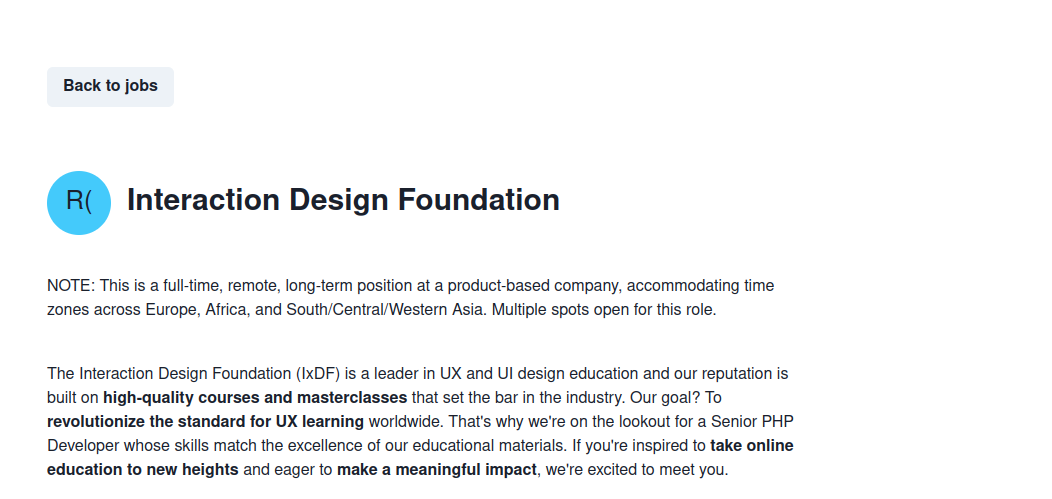 Back to jobs
R(
Interaction Design Foundation
NOTE: This is a full-time, remote, long-term position at a product-based company, accommodating time
zones across Europe, Africa, and South/Central/Western Asia. Multiple spots open for this role.
The Interaction Design Foundation (IxDF) is a leader in UX and UI design education and our reputation is
built on high-quality courses and masterclasses that set the bar in the industry. Our goal? To
revolutionize the standard for UX learning worldwide. That's why we're on the lookout for a Senior PHP
Developer whose skills match the excellence of our educational materials. If you're inspired to take online
education to new heights and eager to make a meaningful impact, we're excited to meet you.